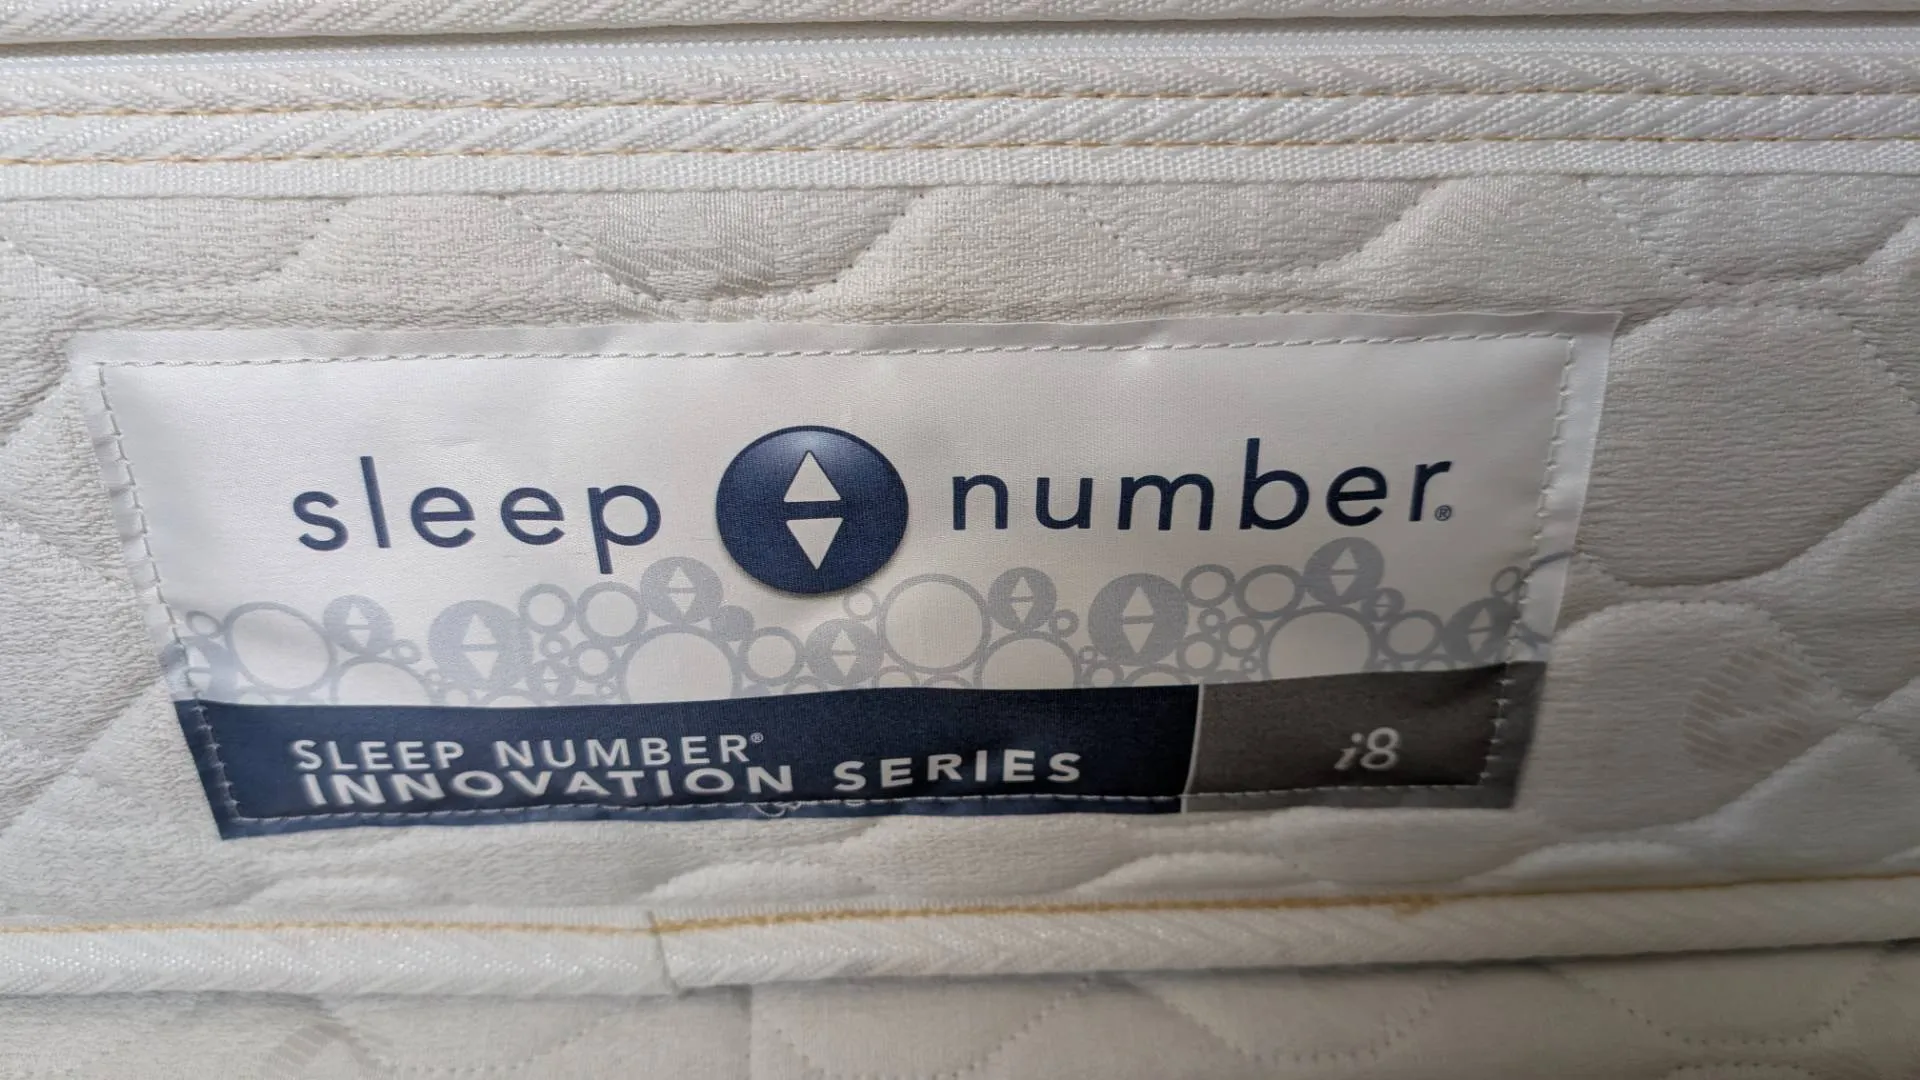 sleep number®
SLEEP NUMBER®
INNOVATION SERIES
i8